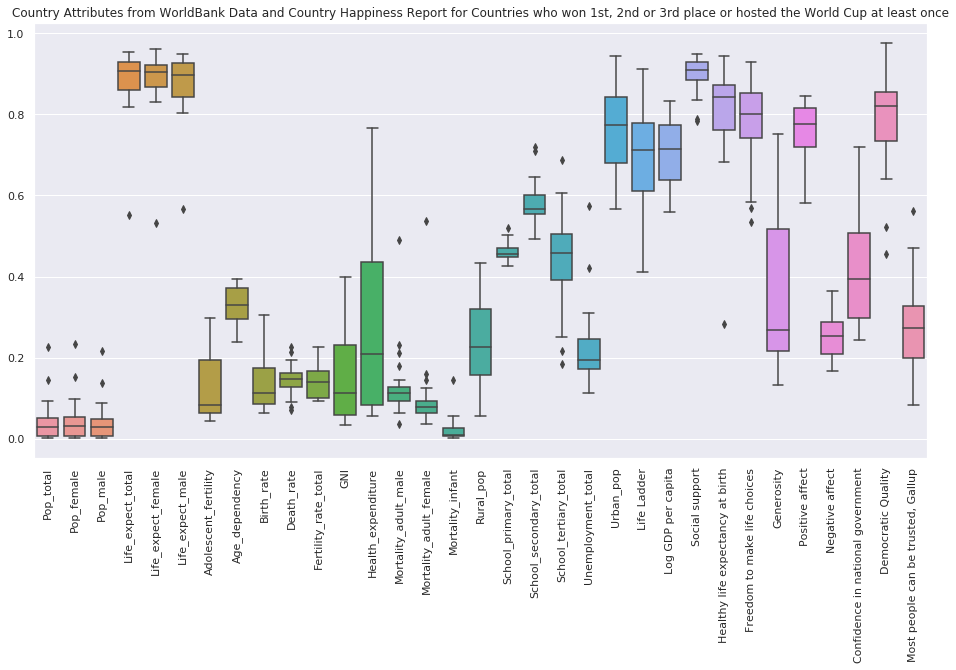 Country Attributes from WorldBank Data and Country Happiness Report for Countries who won 1st, 2nd or 3rd place or hosted the World Cup at least once
1.0
0.8
0.6
0.4
0.2
0.0
Pop_total
Pop_female
Pop_male
Life_expect_total
Life_expect_female
Life_expect_male
Adolescent_fertility
Age_dependency
Birth_rate
Death_rate
Fertility_rate_total
GNI
Health_expenditure
Mortality_adult_male
Mortality_adult_female
Mortality_infant
Rural_pop
School_primary_total
School_secondary_total
School_tertiary_total
Unemployment_total
Urban_pop
Life Ladder
Log GDP per capita
Social support
Healthy life expectancy at birth
Freedom to make life choices
Generosity
Positive affect
Negative affect
Confidence in national government
Democratic Quality
Most people can be trusted, Gallup